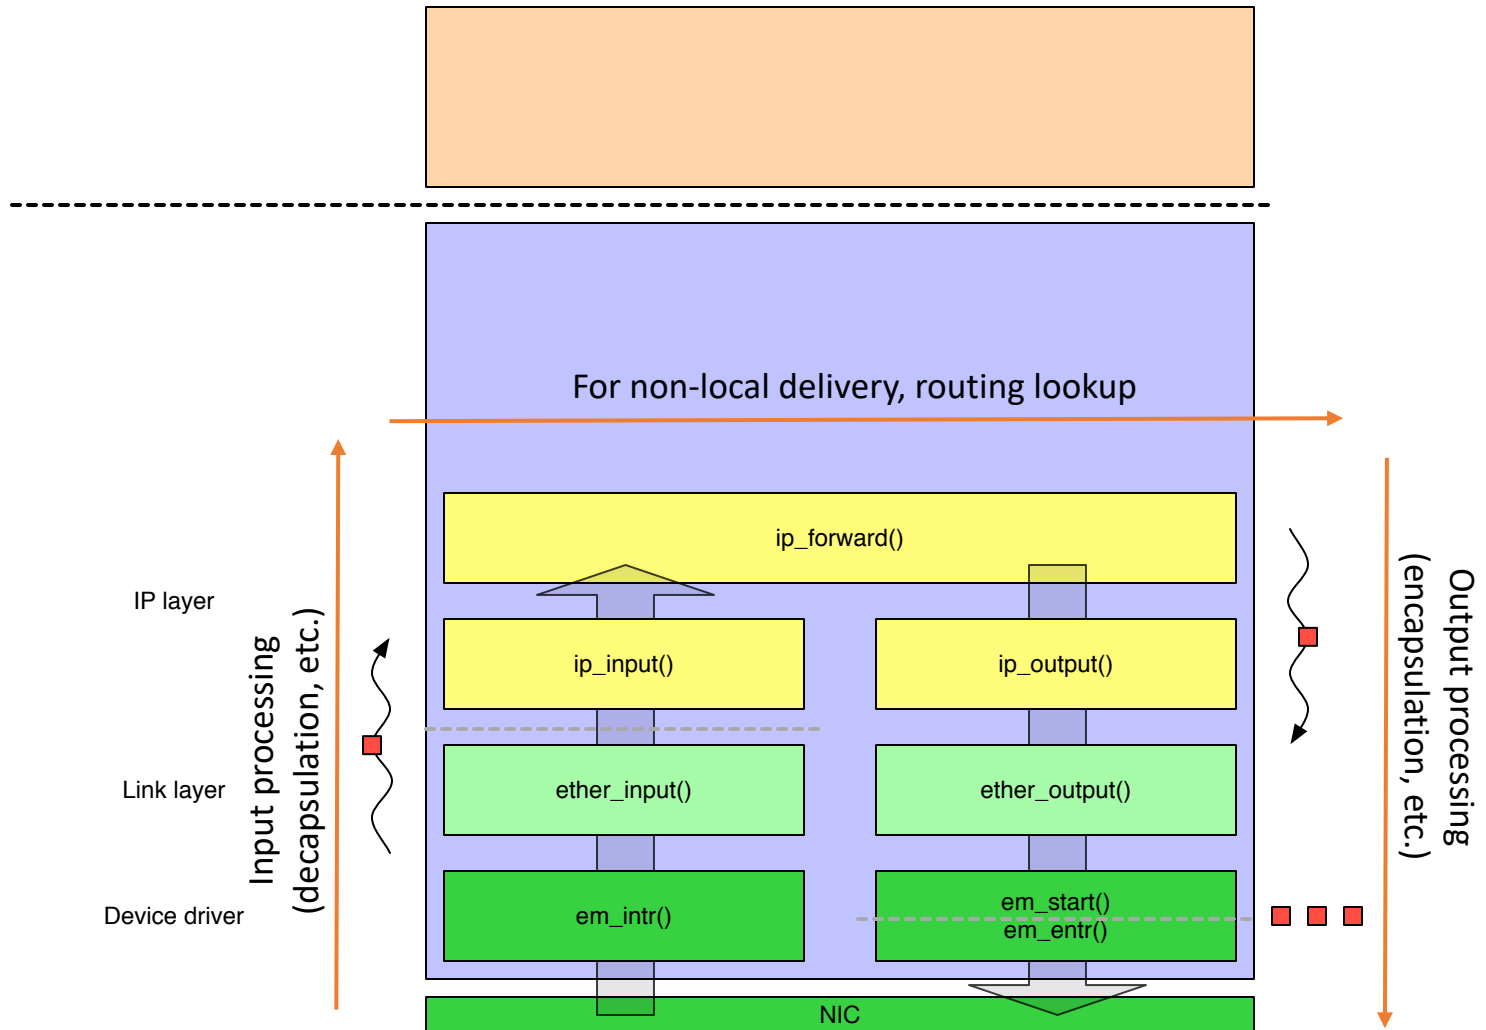 For non-local delivery, routing lookup
ip_forward()
IP layer
ip_input()
ip_output()
Input processing
(decapsulation, etc.)
Output processing
(encapsulation, etc.)
Link layer
ether_input()
ether_output()
Device driver
em_intr()
em_start()
em_entr()
NIC